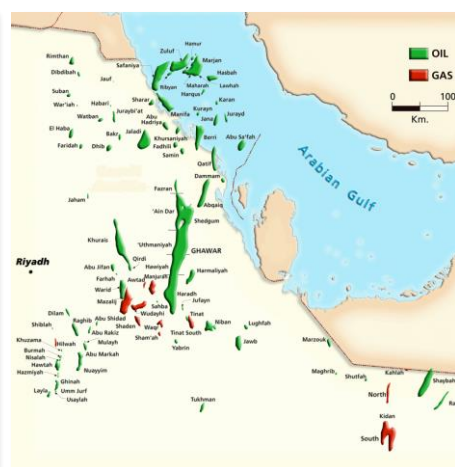 Hamur
Zuluf
Marjan
Safaniya
Rimthan
Dibdibah
Jauf
Ribyan
Maharah
Hasbah
Lawhah
Harqus
Suban
Sharar
Karan
Wari'ah
Habari
Juraybi'at
Abu
Hadriya
Manifa
Kurayn
Jana
Jurayd
Watban
El Haba
Bakr
Jaladi
Khursaniyah
Berri
Abu Sa'fah
Faridah
Dhib
Fadhili
Samin
Qatif
Dammam
Fazran
Jaham
Abqaiq
'Ain Dar
Shedgum
Khurais
'Uthmaniyah
GHAWAR
Riyadh
Qirdi
Abu Jifan
Hawiyah
Harmaliyah
Farhah
Awtad
Manjurah
Warid
Mazalij
Haradh
Sahba
Jufayn
Dilam
Abu Shidad
Wudayhi
Tinat
Shiblah
Raghib
Shaden
Waqr
Niban
Lughfah
Khuzama
Abu Rakiz
Tinat South
Hilwah
Mulayh
Sham'ah
Burmah
Yabrin
Jawb
Marzouk
Nisalah
Abu Markah
Hawtah
Nuayyim
Hazmiyah
Ghinah
Maghrib
Shutfah
Kahlah
Shaybah
Layla
Umm Jurf
Usaylah
Tukhman
North
Kidan
South
Ra
Arabian Gulf
OIL
GAS
0
100
Km.